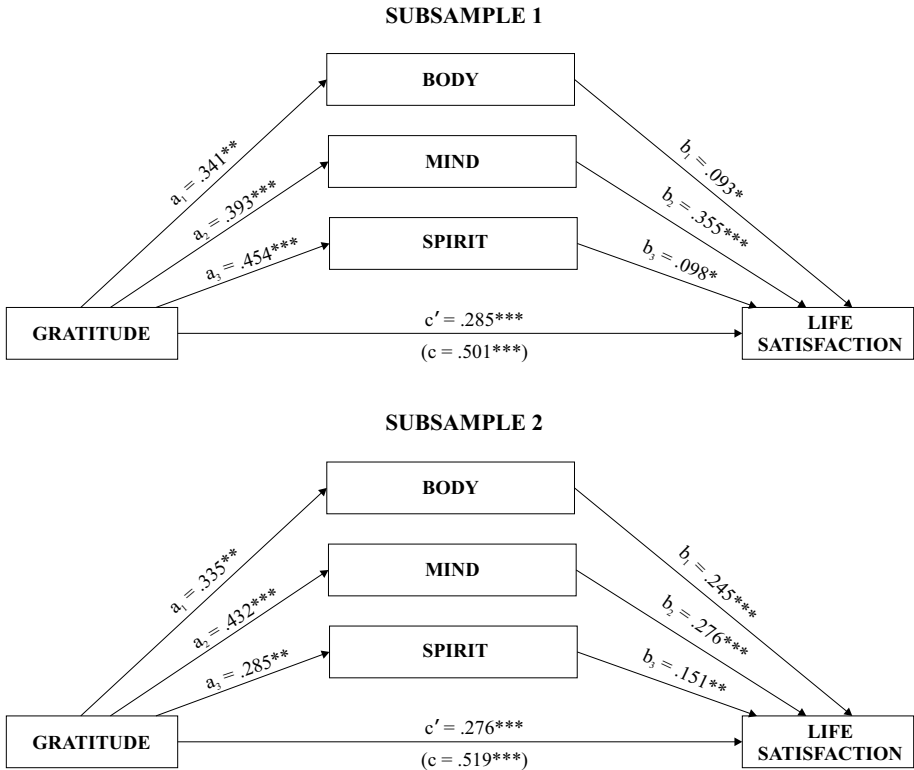 SUBSAMPLE 1
BODY
MIND
SPIRIT
a₁ = .341**
a₂ = .393***
a₃ = .454***
b₁ = .093*
b₂ = .355***
b₃ = .098*
GRATITUDE
c′ = .285***
(c = .501***)
LIFE
SATISFACTION
SUBSAMPLE 2
BODY
MIND
SPIRIT
a₁ = .335**
a₂ = .432***
a₃ = .285**
b₁ = .245***
b₂ = .276***
b₃ = .151**
GRATITUDE
c′ = .276***
(c = .519***)
LIFE
SATISFACTION